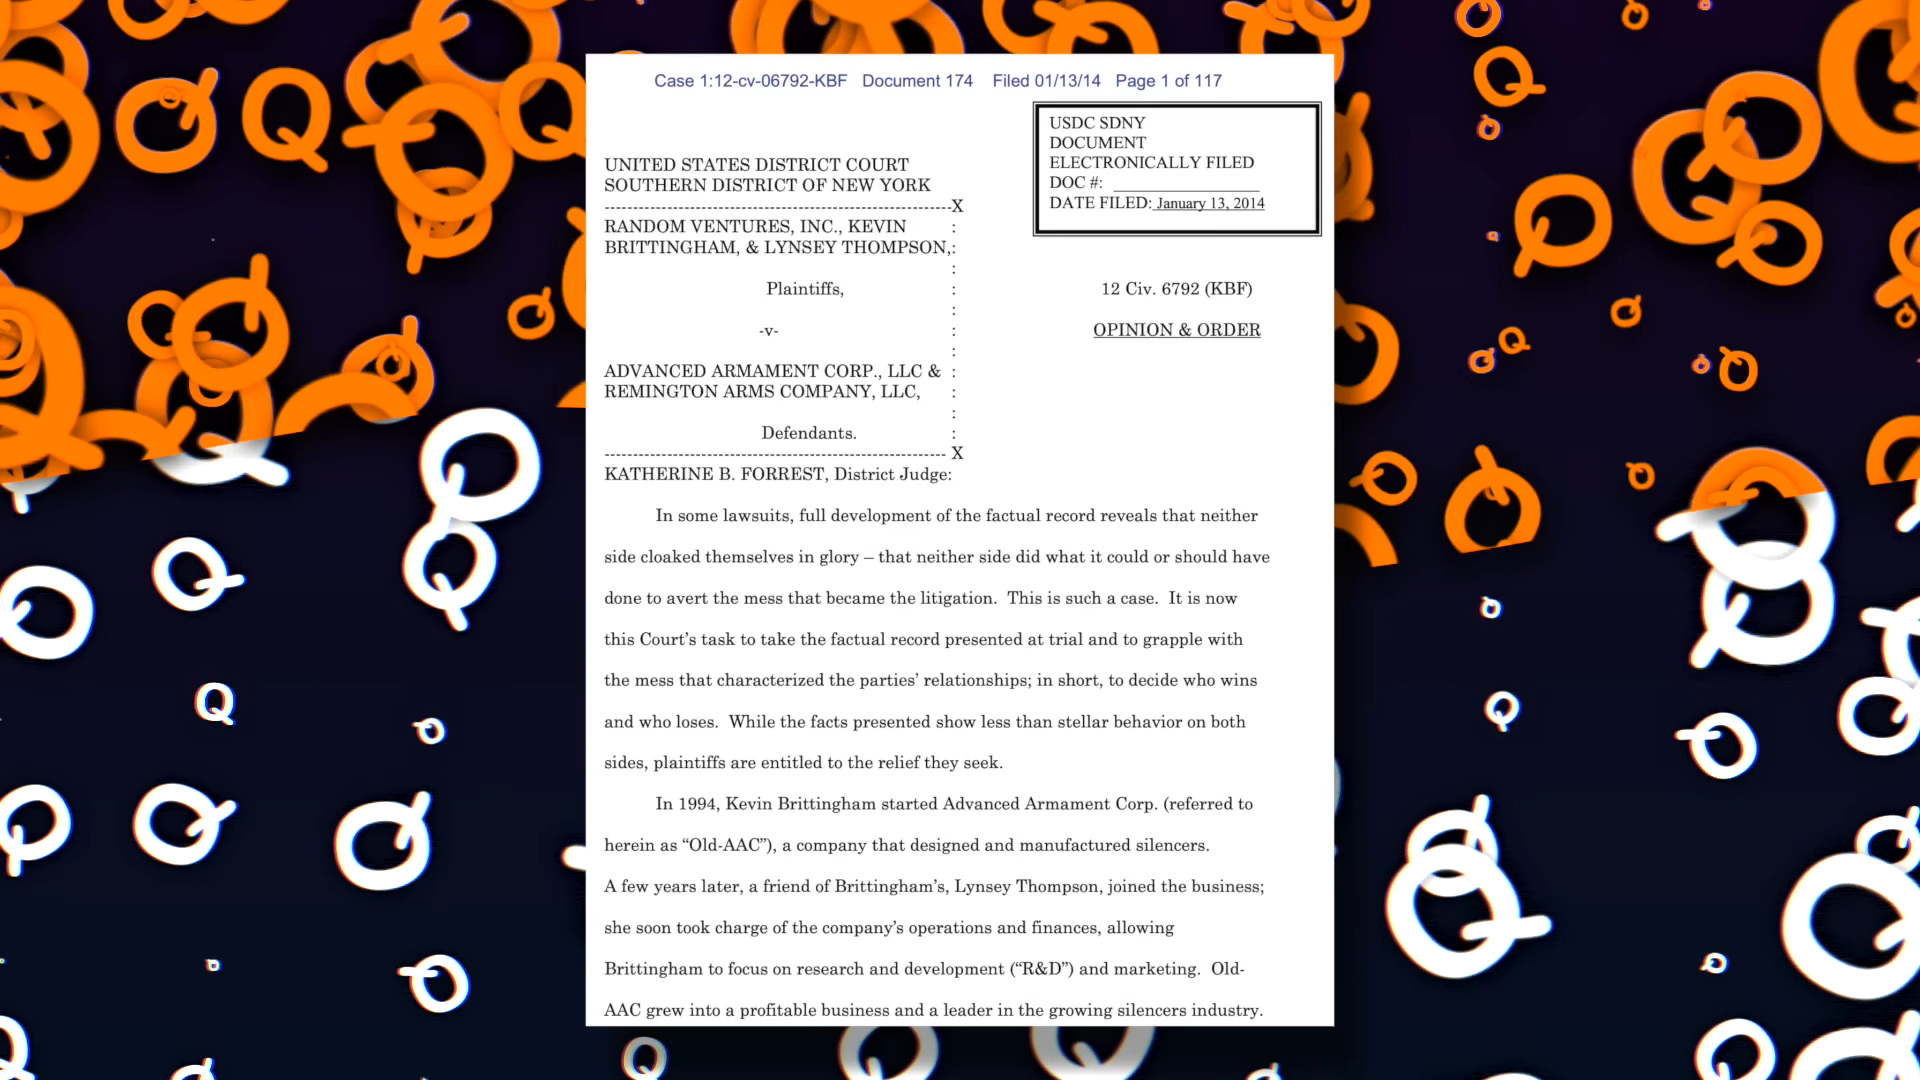 Case 1:12-cv-06792-KBF Document 174 Filed 01/13/14 Page 1 of 117
USDC SDNY
DOCUMENT
ELECTRONICALLY FILED
DOC #: _______________
DATE FILED: January 13, 2014
UNITED STATES DISTRICT COURT
SOUTHERN DISTRICT OF NEW YORK
-------------------------------------------------------------X
RANDOM VENTURES, INC., KEVIN :
BRITTINGHAM, & LYNSEY THOMPSON,:
:
Plaintiffs, : 12 Civ. 6792 (KBF)
:
-v- : OPINION & ORDER
:
ADVANCED ARMAMENT CORP., LLC & :
REMINGTON ARMS COMPANY, LLC, :
:
Defendants. :
------------------------------------------------------------ X
KATHERINE B. FORREST, District Judge:
In some lawsuits, full development of the factual record reveals that neither
side cloaked themselves in glory – that neither side did what it could or should have
done to avert the mess that became the litigation. This is such a case. It is now
this Court’s task to take the factual record presented at trial and to grapple with
the mess that characterized the parties’ relationships; in short, to decide who wins
and who loses. While the facts presented show less than stellar behavior on both
sides, plaintiffs are entitled to the relief they seek.
In 1994, Kevin Brittingham started Advanced Armament Corp. (referred to
herein as “Old-AAC”), a company that designed and manufactured silencers.
A few years later, a friend of Brittingham’s, Lynsey Thompson, joined the business;
she soon took charge of the company’s operations and finances, allowing
Brittingham to focus on research and development (“R&D”) and marketing. Old-
AAC grew into a profitable business and a leader in the growing silencers industry.